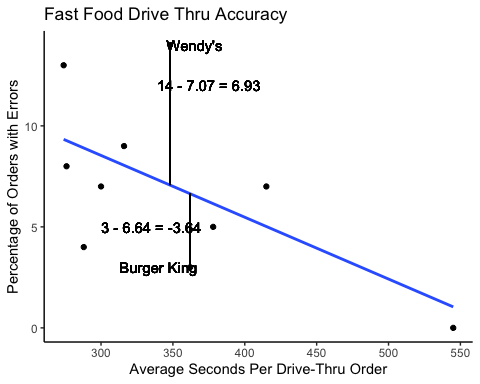 Fast Food Drive Thru Accuracy
Wendy's
14 - 7.07 = 6.93
10
3 - 6.64 = -3.64
5
Burger King
0
Percentage of Orders with Errors
300 350 400 450 500 550
Average Seconds Per Drive-Thru Order